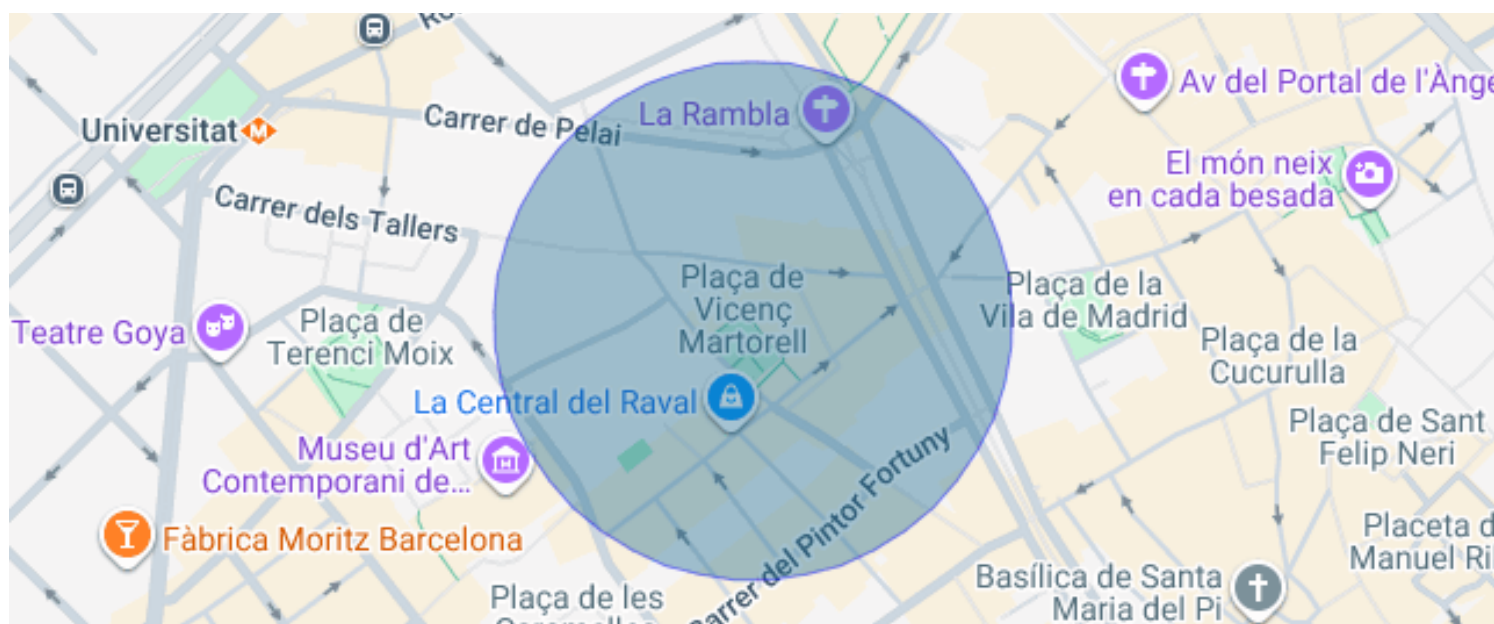 Universitat
Carrer de Pelai
La Rambla
Av del Portal de l'Ànge
El món neix
en cada besada
Carrer dels Tallers
Plaça de
Vicenç
Martorell
Plaça de la
Vila de Madrid
Teatre Goya
Plaça de
Terenci Moix
Plaça de la
Cucurulla
La Central del Raval
Plaça de Sant
Felip Neri
Museu d'Art
Contemporani de...
Carrer del Pintor Fortuny
Fàbrica Moritz Barcelona
Placeta d
Manuel Ri
Basílica de Santa
Maria del Pi
Plaça de les